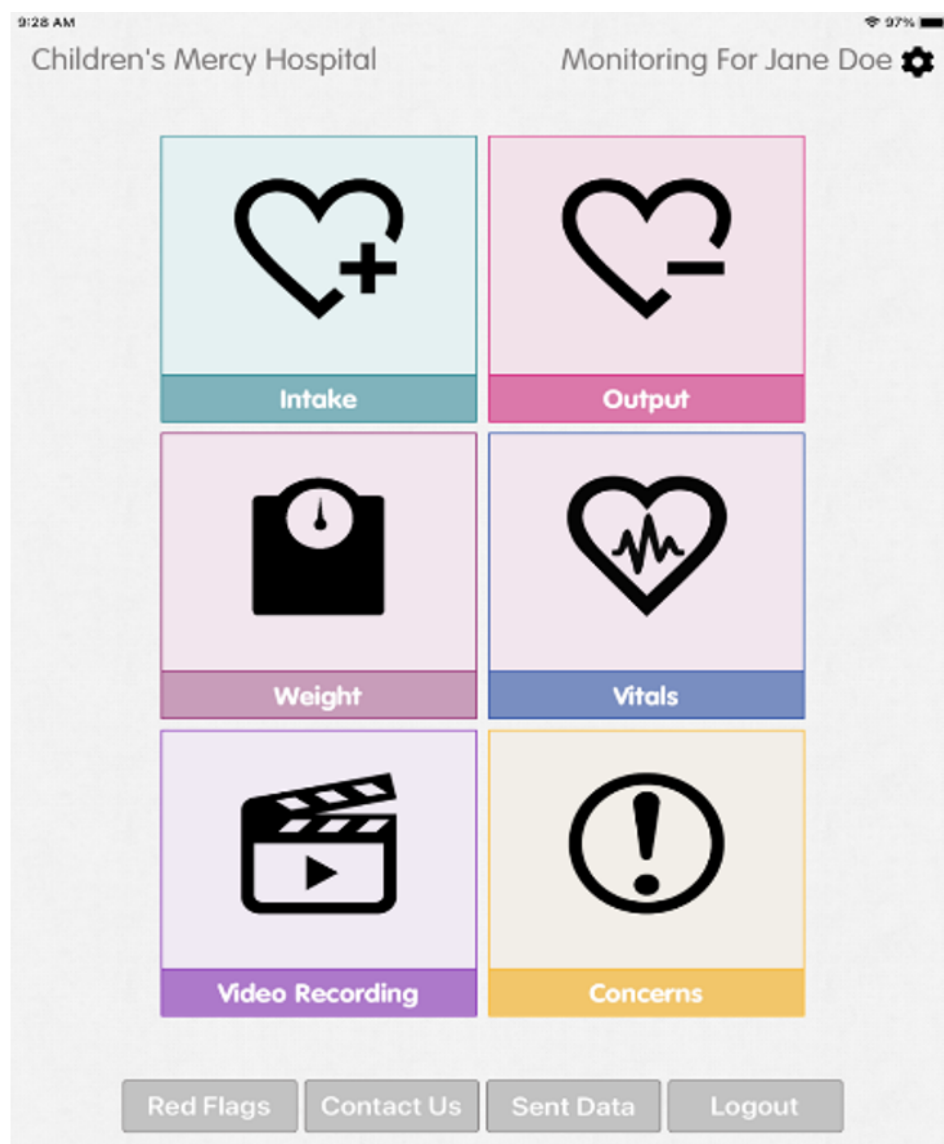 9:28 AM 97%
Children's Mercy Hospital Monitoring For Jane Doe
Intake Output
Weight Vitals
Video Recording Concerns
Red Flags Contact Us Sent Data Logout